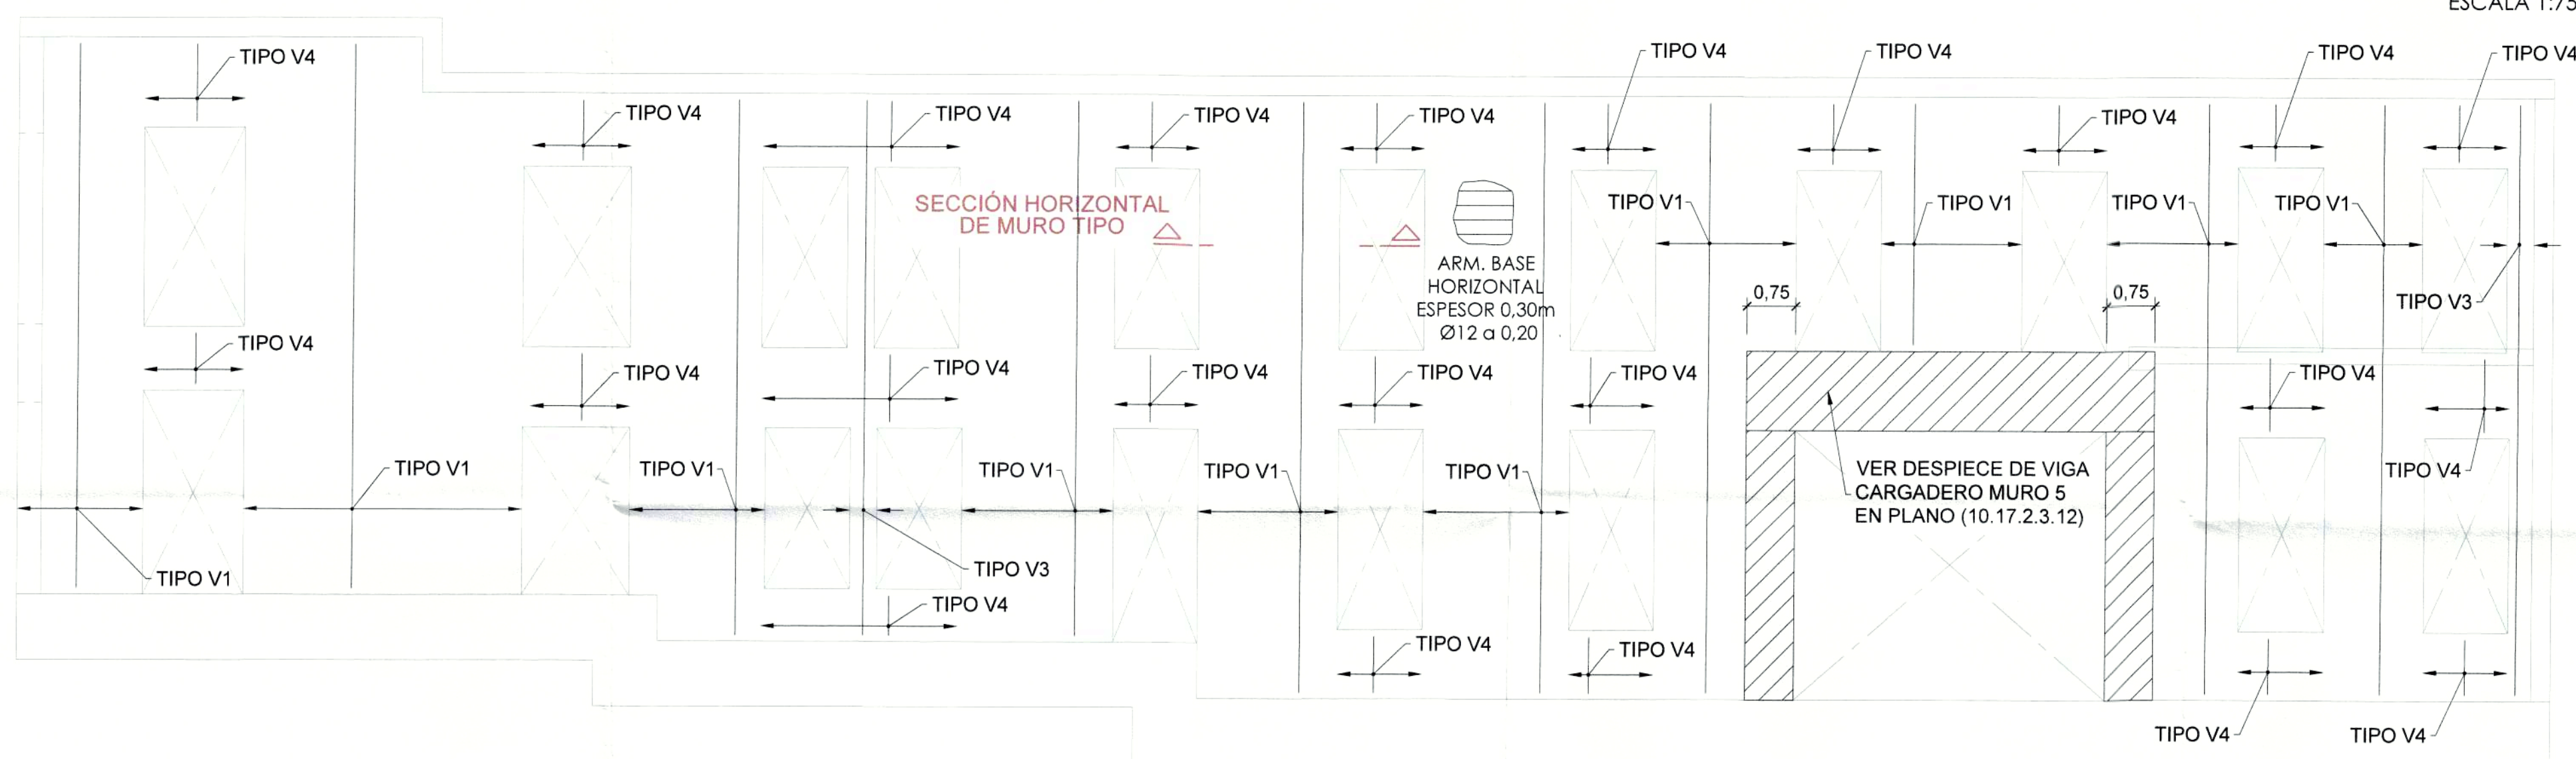 ESCALA 1:75
TIPO V4
TIPO V4
TIPO V4
TIPO V4
TIPO V4
TIPO V4
TIPO V4
TIPO V4
TIPO V4
TIPO V4
TIPO V4
SECCIÓN HORIZONTAL
DE MURO TIPO
TIPO V1
TIPO V1
TIPO V1
TIPO V1
ARM. BASE
HORIZONTAL
ESPESOR 0,30m
Ø12 a 0,20
0,75
0,75
TIPO V3
TIPO V4
TIPO V4
TIPO V4
TIPO V4
TIPO V4
TIPO V4
TIPO V4
TIPO V1
TIPO V1
TIPO V1
TIPO V1
TIPO V1
TIPO V4
VER DESPIECE DE VIGA
CARGADERO MURO 5
EN PLANO (10.17.2.3.12)
TIPO V1
TIPO V3
TIPO V4
TIPO V4
TIPO V4
TIPO V4
TIPO V4